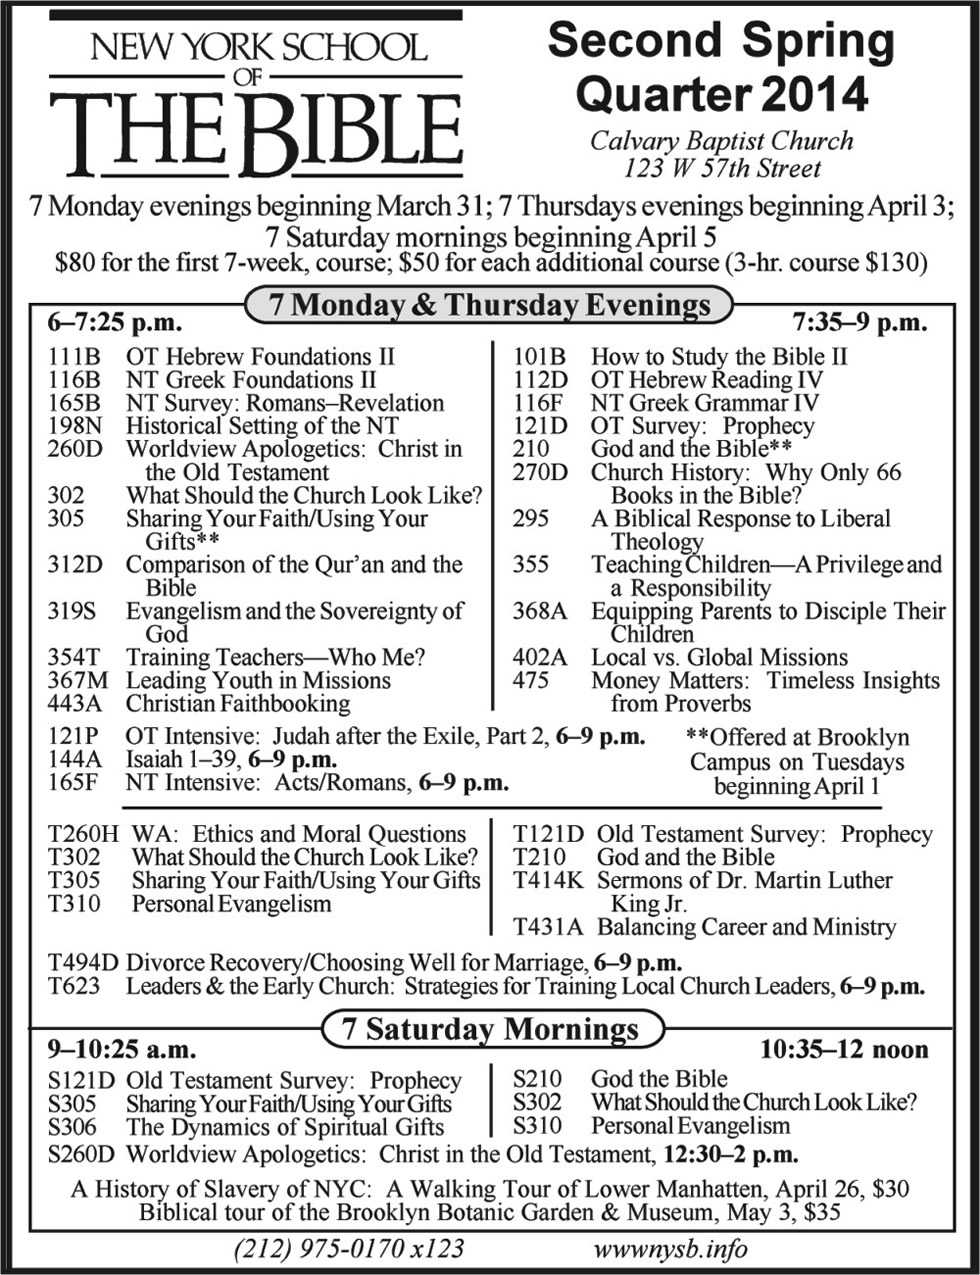 NEW YORK SCHOOL
OF
THE BIBLE
Second Spring
Quarter 2014
Calvary Baptist Church
123 W 57th Street
7 Monday evenings beginning March 31; 7 Thursdays evenings beginning April 3;
7 Saturday mornings beginning April 5
$80 for the first 7-week, course; $50 for each additional course (3-hr. course $130)
7 Monday & Thursday Evenings
6–7:25 p.m.
111B OT Hebrew Foundations II
116B NT Greek Foundations II
165B NT Survey: Romans–Revelation
198N Historical Setting of the NT
260D Worldview Apologetics: Christ in
the Old Testament
302 What Should the Church Look Like?
305 Sharing Your Faith/Using Your
Gifts**
312D Comparison of the Qur'an and the
Bible
319S Evangelism and the Sovereignty of
God
354T Training Teachers—Who Me?
367M Leading Youth in Missions
443A Christian Faithbooking
7:35–9 p.m.
101B How to Study the Bible II
112D OT Hebrew Reading IV
116F NT Greek Grammar IV
121D OT Survey: Prophecy
210 God and the Bible**
270D Church History: Why Only 66
Books in the Bible?
295 A Biblical Response to Liberal
Theology
355 Teaching Children—A Privilege and
a Responsibility
368A Equipping Parents to Disciple Their
Children
402A Local vs. Global Missions
475 Money Matters: Timeless Insights
from Proverbs
121P OT Intensive: Judah after the Exile, Part 2, 6–9 p.m.
144A Isaiah 1–39, 6–9 p.m.
165F NT Intensive: Acts/Romans, 6–9 p.m.
**Offered at Brooklyn
Campus on Tuesdays
beginning April 1
T260H WA: Ethics and Moral Questions
T302 What Should the Church Look Like?
T305 Sharing Your Faith/Using Your Gifts
T310 Personal Evangelism
T121D Old Testament Survey: Prophecy
T210 God and the Bible
T414K Sermons of Dr. Martin Luther
King Jr.
T431A Balancing Career and Ministry
T494D Divorce Recovery/Choosing Well for Marriage, 6–9 p.m.
T623 Leaders & the Early Church: Strategies for Training Local Church Leaders, 6–9 p.m.
7 Saturday Mornings
9–10:25 a.m.
S121D Old Testament Survey: Prophecy
S305 Sharing Your Faith/Using Your Gifts
S306 The Dynamics of Spiritual Gifts
10:35–12 noon
S210 God the Bible
S302 What Should the Church Look Like?
S310 Personal Evangelism
S260D Worldview Apologetics: Christ in the Old Testament, 12:30–2 p.m.
A History of Slavery of NYC: A Walking Tour of Lower Manhatten, April 26, $30
Biblical tour of the Brooklyn Botanic Garden & Museum, May 3, $35
(212) 975-0170 x123
wwwnysb.info